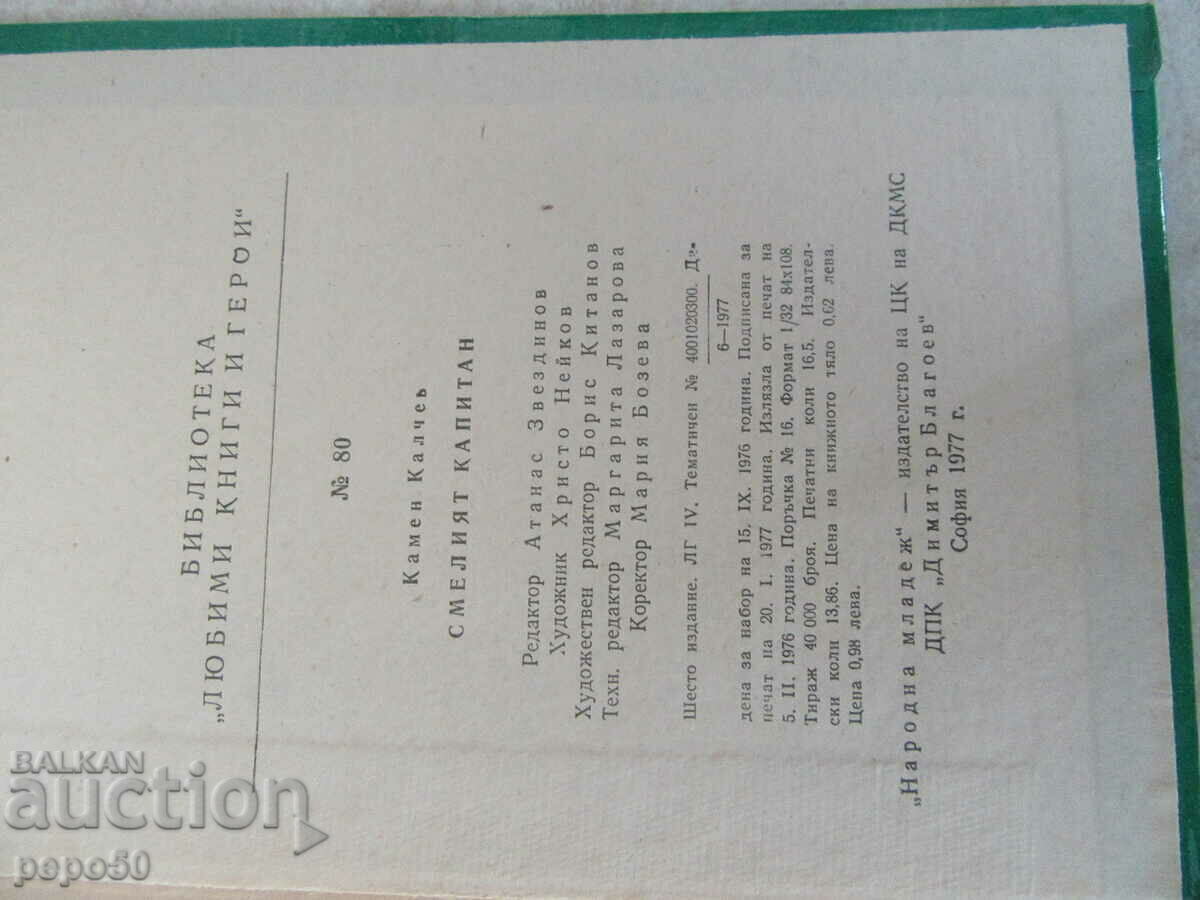 БИБЛИОТЕКА
„ЛЮБИМИ КНИГИ И ГЕРОИ“
№ 80
Камен Калчев
СМЕЛИЯТ КАПИТАН
Редактор Атанас Звездинов
Художник Христо Нейков
Художествен редактор Борис Китанов
Техн. редактор Маргарита Лазарова
Коректор Мария Бозева
Шесто издание. ЛГ IV. Тематичен № 4001020300. Да-
6—1977
дена за набор на 15. IX. 1976 година. Подписана за
печат на 20. I. 1977 година. Излязла от печат на
5. II. 1976 година. Поръчка № 16. Формат 1/32 84x108.
Тираж 40 000 броя. Печатни коли 16,5. Издател-
ски коли 13,86. Цена на книжното тяло 0,62 лева.
Цена 0,98 лева.
„Народна младеж“ — издателство на ЦК на ДКМС
ДПК „Димитър Благоев“
София 1977 г.
BALKAN
auction
pepo50